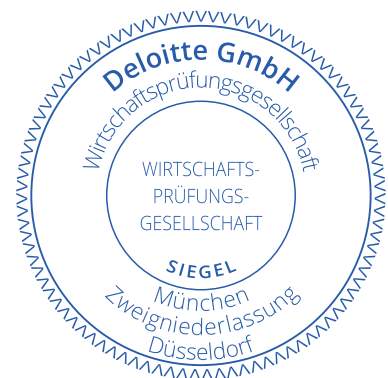 Deloitte GmbH
Wirtschaftsprüfungsgesellschaft
WIRTSCHAFTS-
PRÜFUNGS-
GESELLSCHAFT
SIEGEL
München
Zweigniederlassung
Düsseldorf